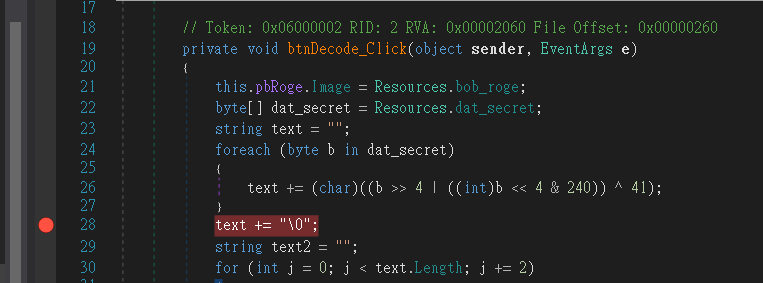 17
18 // Token: 0x06000002 RID: 2 RVA: 0x00002060 File Offset: 0x00000260
19 private void btnDecode_Click(object sender, EventArgs e)
20 {
21 this.pbRoge.Image = Resources.bob_roge;
22 byte[] dat_secret = Resources.dat_secret;
23 string text = "";
24 foreach (byte b in dat_secret)
25 {
26 text += (char)((b >> 4 | ((int)b << 4 & 240)) ^ 41);
27 }
28 text += "\0";
29 string text2 = "";
30 for (int j = 0; j < text.Length; j += 2)